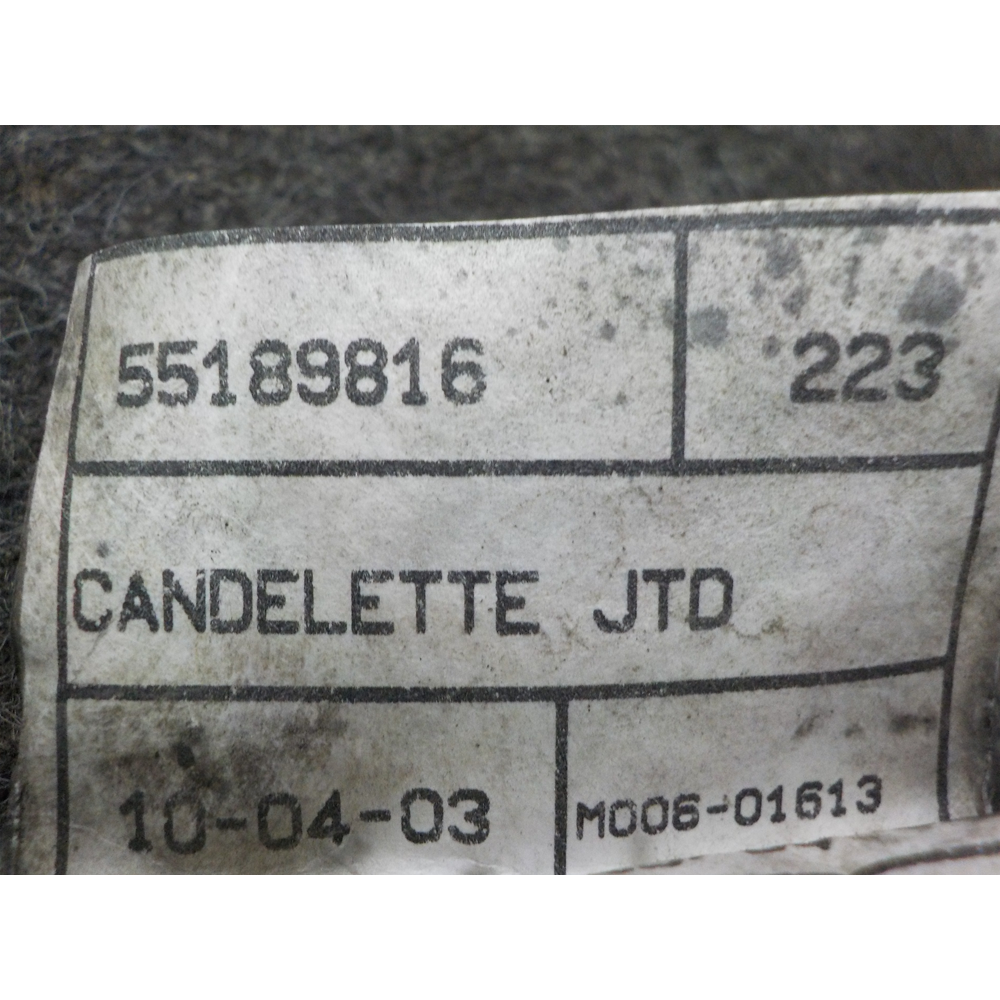 55189816 223
CANDELETTE JTD
10-04-03 M006-01613